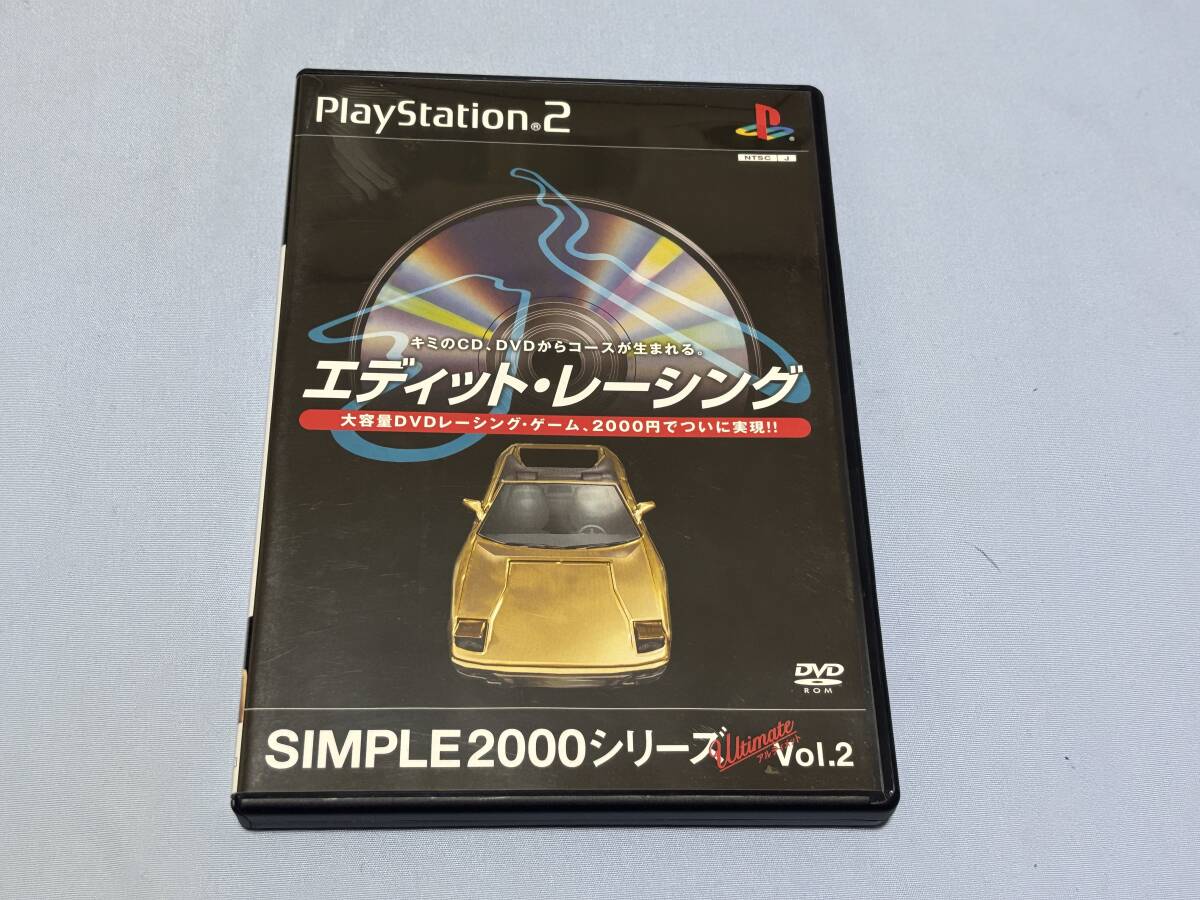 PlayStation®2
NTSC J
キミのCD、DVDからコースが生まれる。
エディット・レーシング
大容量DVDレーシング・ゲーム、2000円でついに実現!!
DVD
ROM
SIMPLE2000シリーズ Ultimate Vol.2
アルティメット